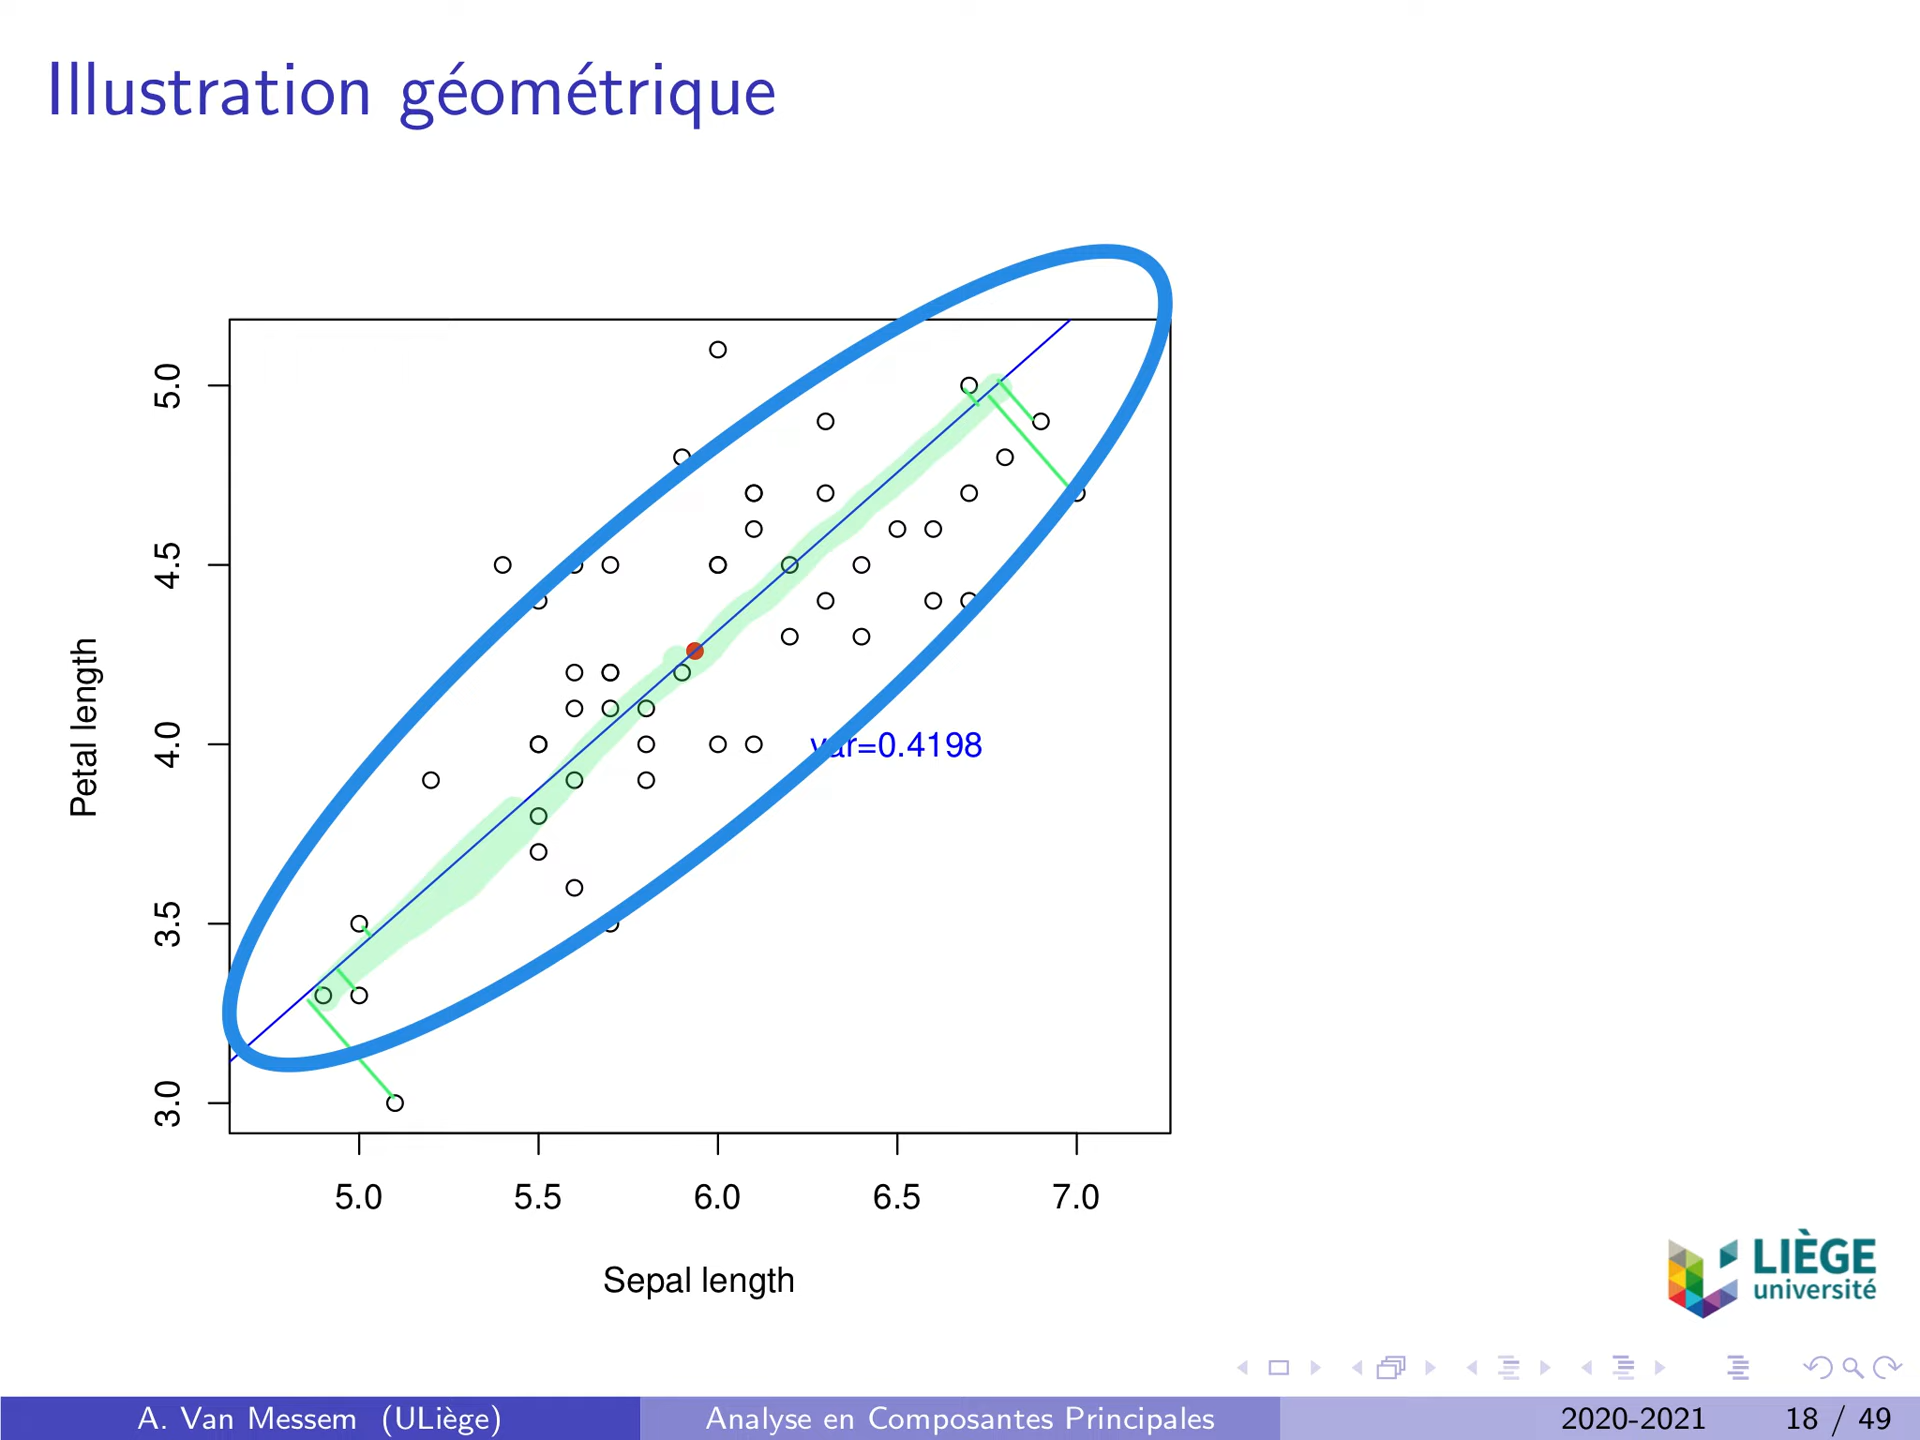 Illustration géométrique
5.0
4.5
4.0
3.5
3.0
Petal length
var=0.4198
5.0 5.5 6.0 6.5 7.0
Sepal length
LIÈGE
université
A. Van Messem (ULiège) Analyse en Composantes Principales 2020-2021 18 / 49